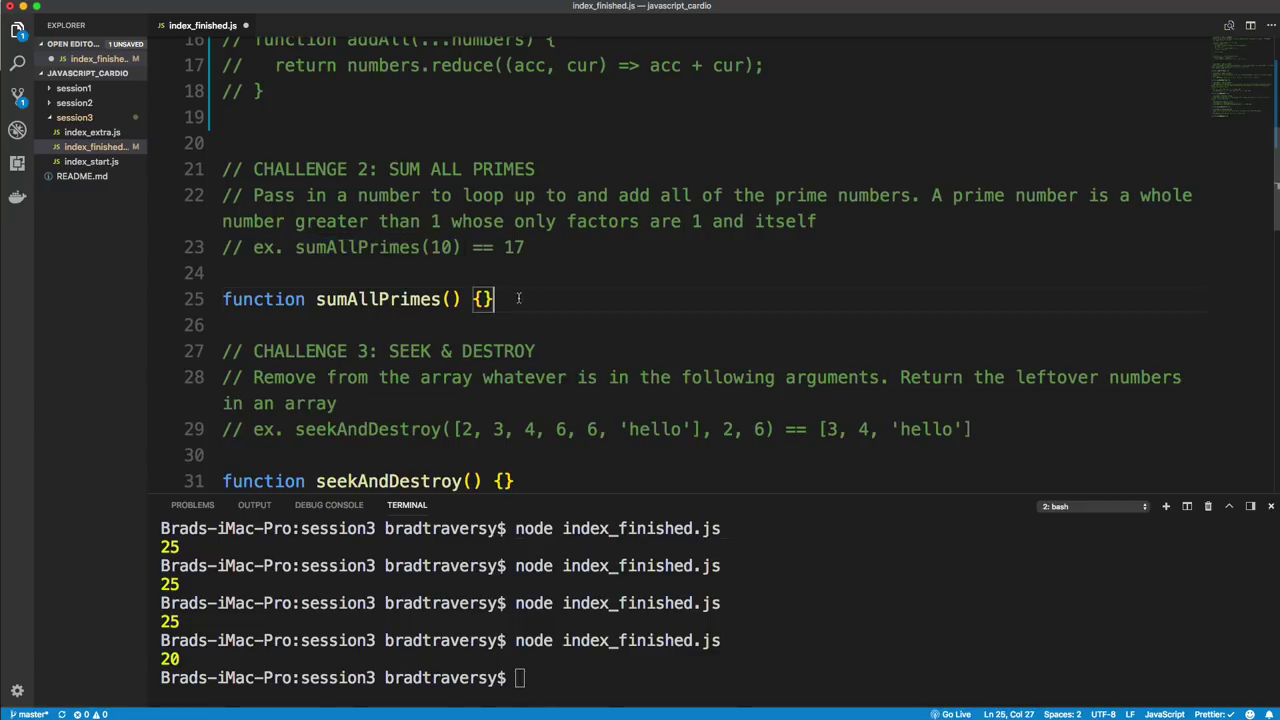 index_finished.js — javascript_cardio
EXPLORER
index_finished.js
OPEN EDITO... 1 UNSAVED
index_finishe... M
JAVASCRIPT_CARDIO
session1
session2
session3
index_extra.js
index_finished... M
index_start.js
README.md
1
1
16 // function addAll(...numbers) {
17 //   return numbers.reduce((acc, cur) => acc + cur);
18 // }
19
20
21 // CHALLENGE 2: SUM ALL PRIMES
22 // Pass in a number to loop up to and add all of the prime numbers. A prime number is a whole
number greater than 1 whose only factors are 1 and itself
23 // ex. sumAllPrimes(10) == 17
24
25 function sumAllPrimes() {}
26
27 // CHALLENGE 3: SEEK & DESTROY
28 // Remove from the array whatever is in the following arguments. Return the leftover numbers
in an array
29 // ex. seekAndDestroy([2, 3, 4, 6, 6, 'hello'], 2, 6) == [3, 4, 'hello']
30
31 function seekAndDestroy() {}
PROBLEMS OUTPUT DEBUG CONSOLE TERMINAL 2: bash
Brads-iMac-Pro:session3 bradtraversy$ node index_finished.js
25
Brads-iMac-Pro:session3 bradtraversy$ node index_finished.js
25
Brads-iMac-Pro:session3 bradtraversy$ node index_finished.js
25
Brads-iMac-Pro:session3 bradtraversy$ node index_finished.js
20
Brads-iMac-Pro:session3 bradtraversy$
master* 0 0 Go Live Ln 25, Col 27 Spaces: 2 UTF-8 LF JavaScript Prettier: ✓